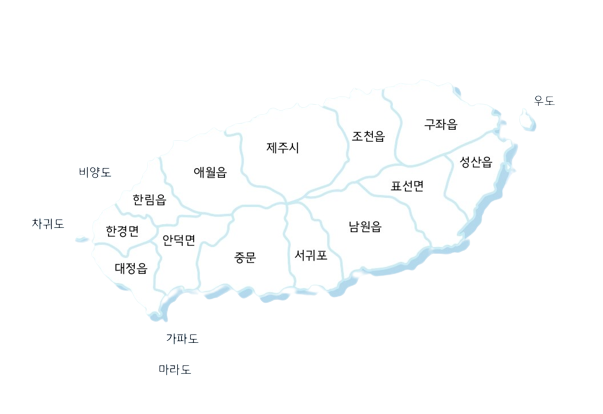 우도
구좌읍
조천읍
제주시
성산읍
애월읍
비양도
표선면
한림읍
차귀도
남원읍
한경면
안덕면
서귀포
중문
대정읍
가파도
마라도